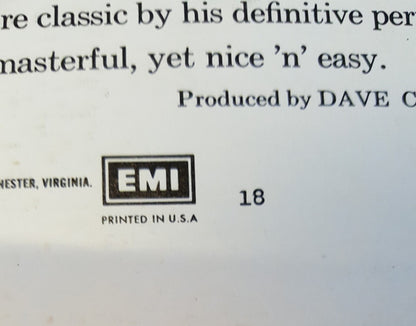 re classic by his definitive per
masterful, yet nice 'n' easy.
Produced by DAVE C
HESTER, VIRGINIA.
EMI
PRINTED IN U.S.A
18